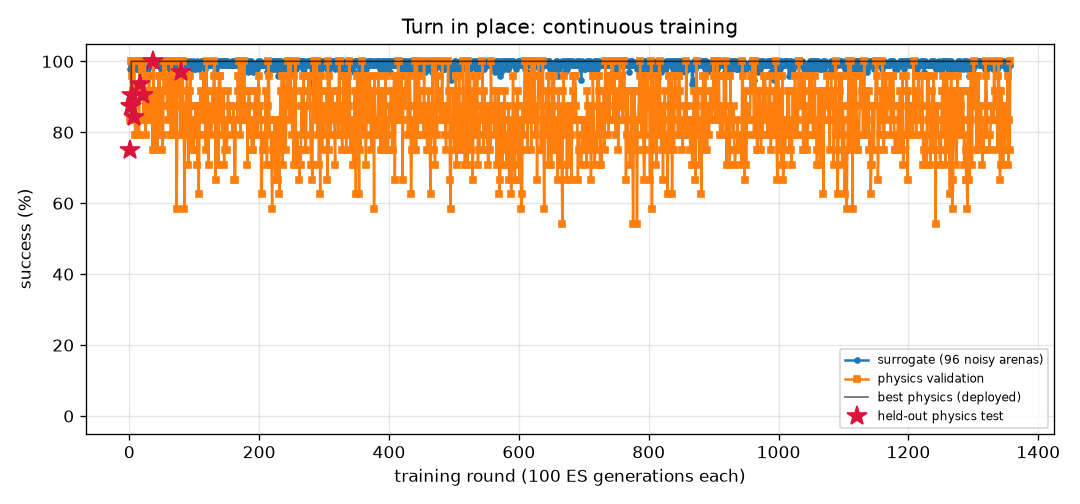 Turn in place: continuous training
success (%)
100
80
60
40
20
0
0 200 400 600 800 1000 1200 1400
training round (100 ES generations each)
surrogate (96 noisy arenas)
physics validation
best physics (deployed)
held-out physics test